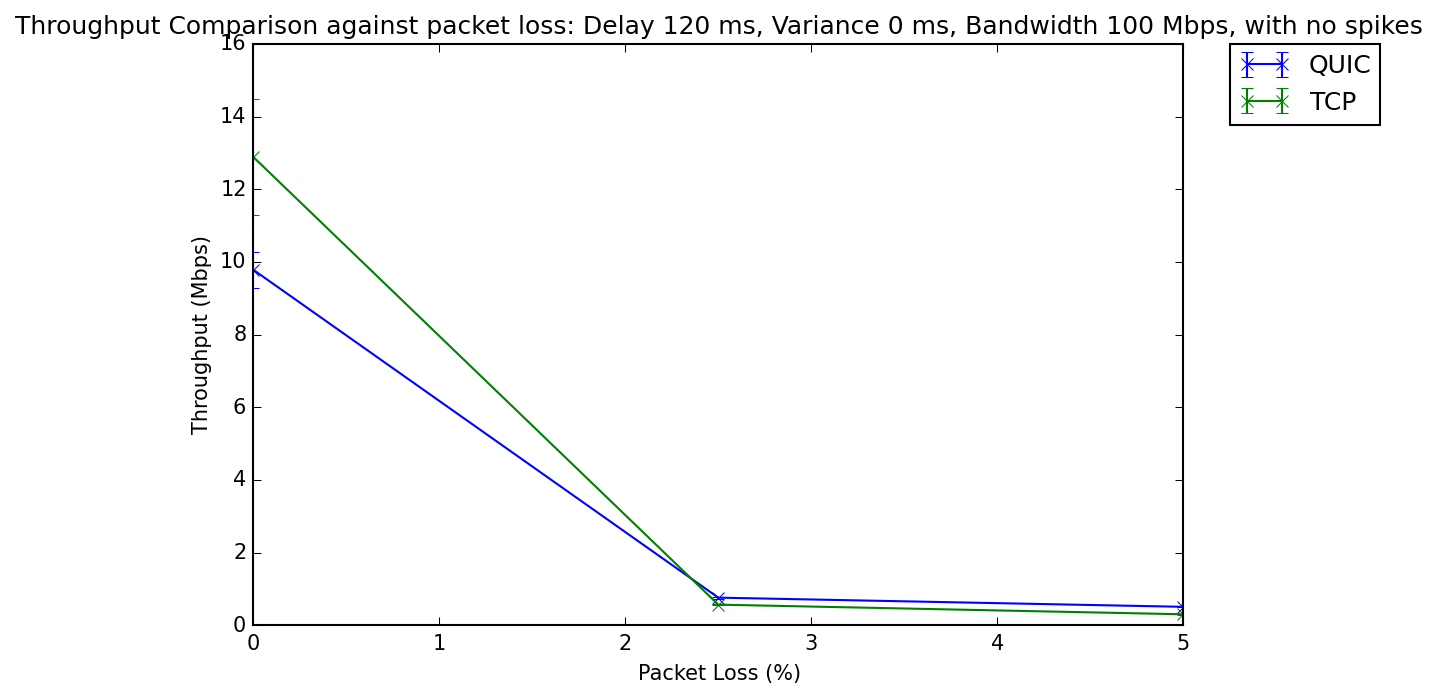 Throughput Comparison against packet loss: Delay 120 ms, Variance 0 ms, Bandwidth 100 Mbps, with no spikes
QUIC
TCP
Throughput (Mbps)
16
14
12
10
8
6
4
2
0
0 1 2 3 4 5
Packet Loss (%)